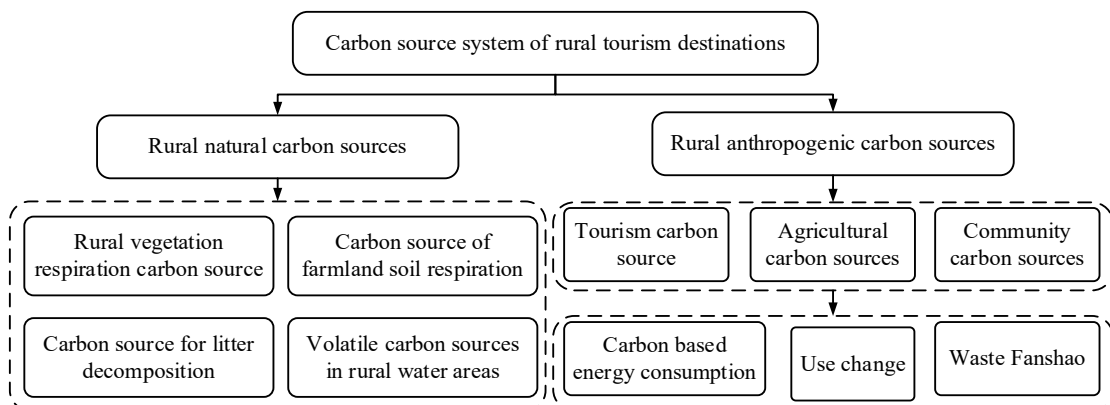 Carbon source system of rural tourism destinations
Rural natural carbon sources
Rural anthropogenic carbon sources
Rural vegetation
respiration carbon source
Carbon source of
farmland soil respiration
Carbon source for litter
decomposition
Volatile carbon sources
in rural water areas
Tourism carbon
source
Agricultural
carbon sources
Community
carbon sources
Carbon based
energy consumption
Use change
Waste Fanshao